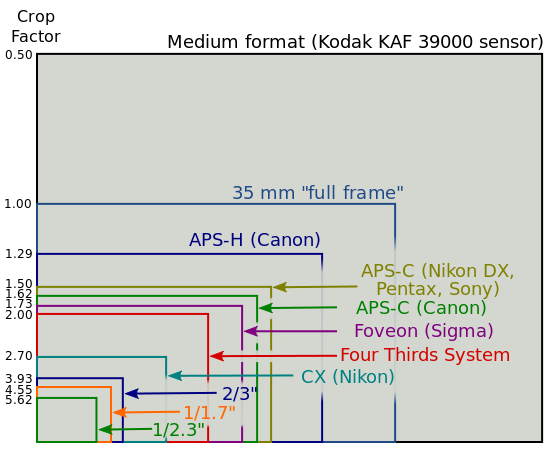 Crop
Factor
Medium format (Kodak KAF 39000 sensor)
0.50
35 mm "full frame"
1.00
APS-H (Canon)
1.29
APS-C (Nikon DX,
Pentax, Sony)
1.50
1.62
APS-C (Canon)
1.73
2.00
Foveon (Sigma)
Four Thirds System
2.70
CX (Nikon)
3.93
2/3"
4.55
1/1.7"
5.62
1/2.3"